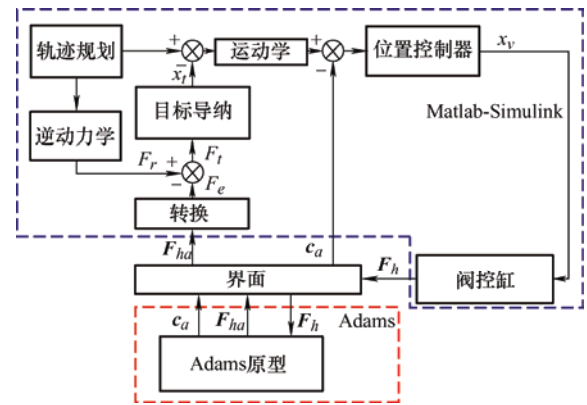 轨迹规划
+
运动学
+
位置控制器
x_v
x_t
−
−
Matlab-Simulink
目标导纳
逆动力学
F_r
+
F_t
−
F_e
转换
F_ha
c_a
F_h
界面
阀控缸
c_a
F_ha
F_h
Adams
Adams原型